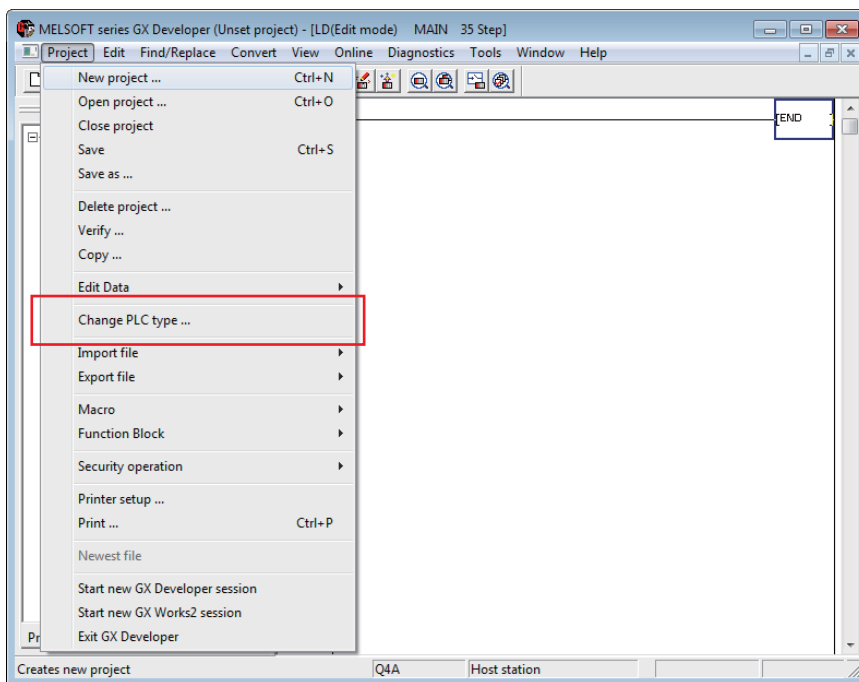 MELSOFT series GX Developer (Unset project) - [LD(Edit mode) MAIN 35 Step]
Project Edit Find/Replace Convert View Online Diagnostics Tools Window Help
New project ... Ctrl+N
Open project ... Ctrl+O
Close project
Save Ctrl+S
Save as ...
Delete project ...
Verify ...
Copy ...
Edit Data
Change PLC type ...
Import file
Export file
Macro
Function Block
Security operation
Printer setup ...
Print ... Ctrl+P
Newest file
Start new GX Developer session
Start new GX Works2 session
Exit GX Developer
[END ]
Pr
Creates new project Q4A Host station